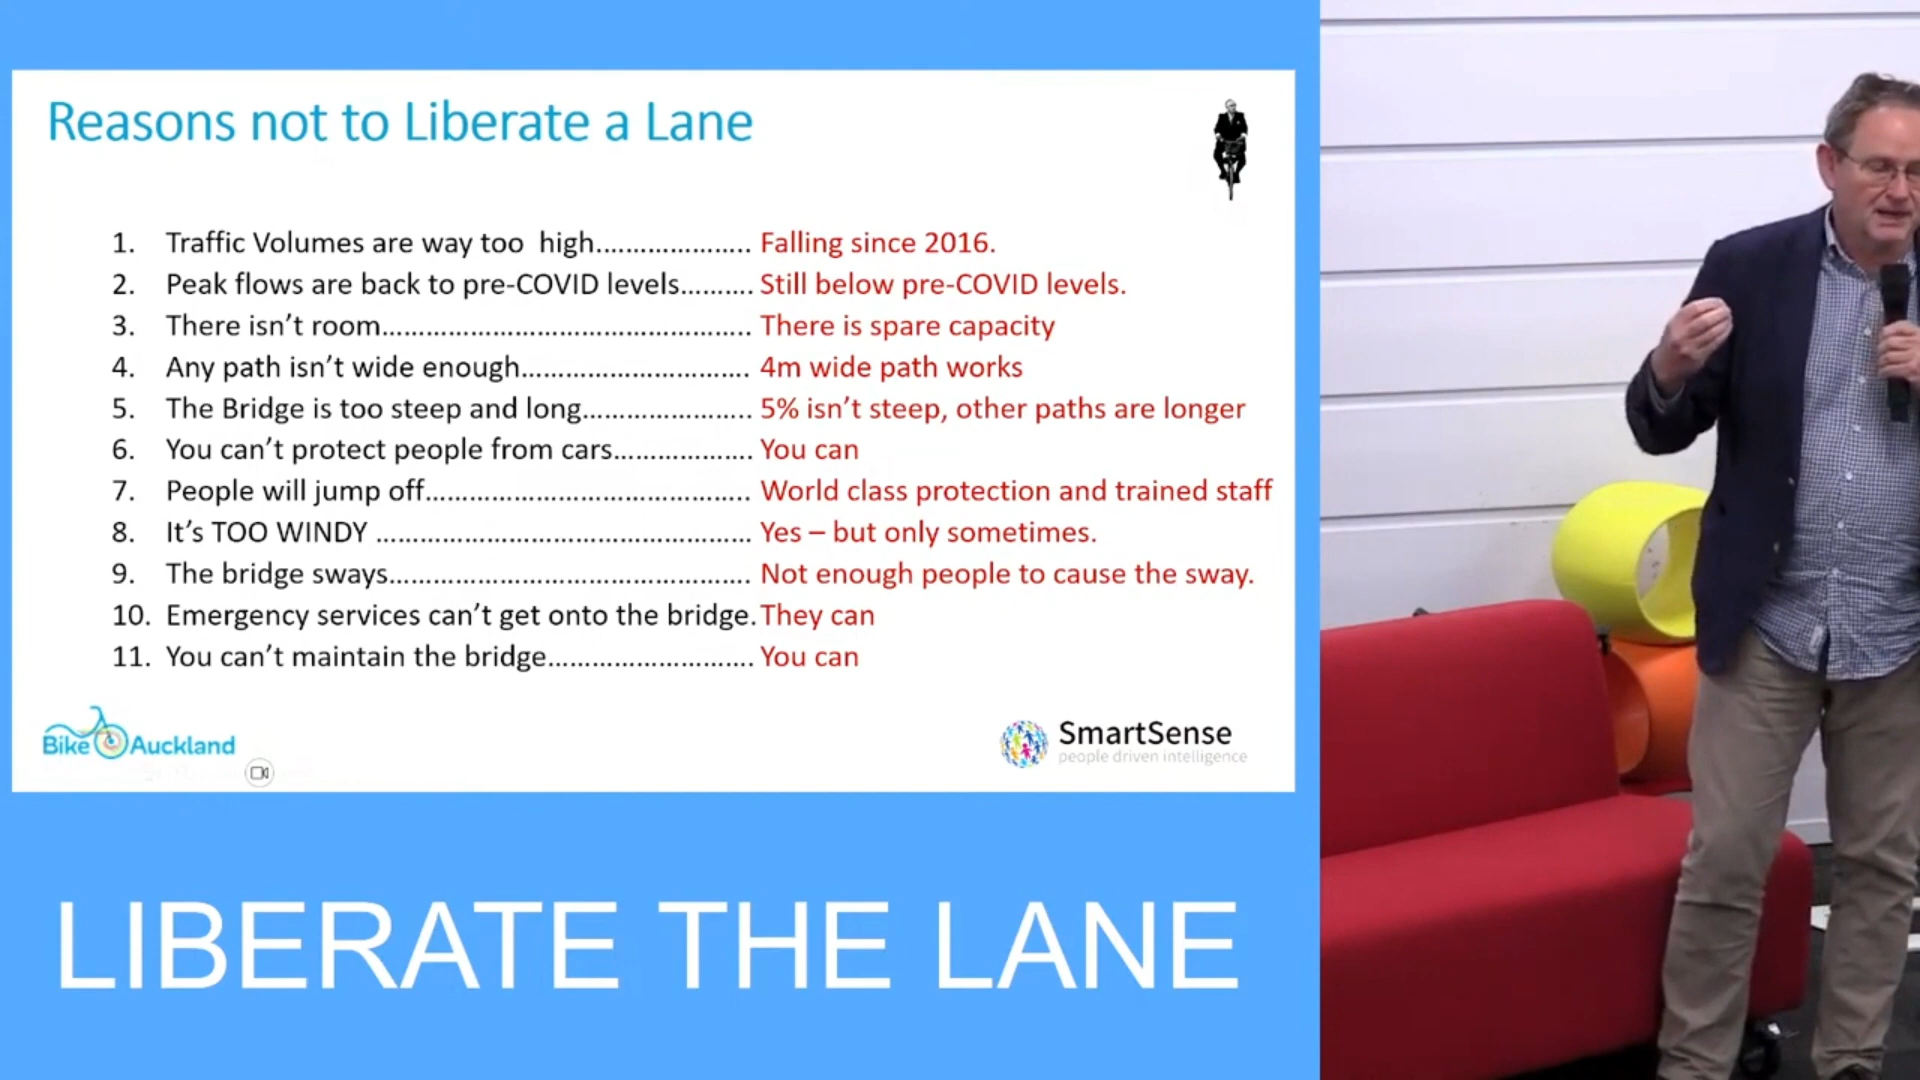 Reasons not to Liberate a Lane
1. Traffic Volumes are way too  high..................... Falling since 2016.
2. Peak flows are back to pre-COVID levels.......... Still below pre-COVID levels.
3. There isn’t room................................................... There is spare capacity
4. Any path isn’t wide enough............................... 4m wide path works
5. The Bridge is too steep and long....................... 5% isn’t steep, other paths are longer
6. You can’t protect people from cars................... You can
7. People will jump off............................................. World class protection and trained staff
8. It’s TOO WINDY .................................................... Yes – but only sometimes.
9. The bridge sways.................................................. Not enough people to cause the sway.
10. Emergency services can’t get onto the bridge. They can
11. You can’t maintain the bridge............................ You can
Bike Auckland
SmartSense
people driven intelligence
LIBERATE THE LANE